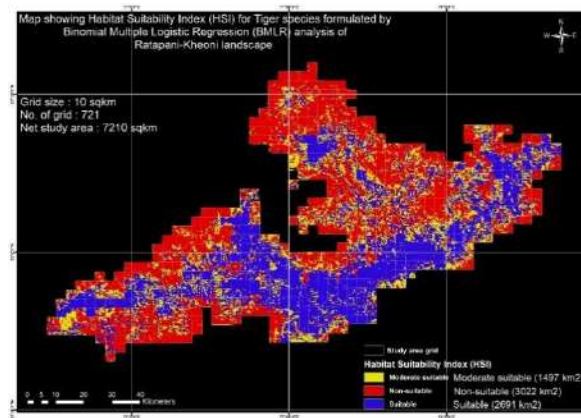 Map showing Habitat Suitability Index (HSI) for Tiger species formulated by
Binomial Multiple Logistic Regression (BMLR) analysis of
Ratapani-Kheoni landscape
N
W E
S
Grid size : 10 sqkm
No. of grid : 721
Net study area : 7210 sqkm
Study area grid
Habitat Suitability Index (HSI)
Moderate suitable Moderate suitable (1497 km2)
Non-suitable Non-suitable (3022 km2)
Suitable Suitable (2691 km2)
0 5 10 20 30 40
Kilometers